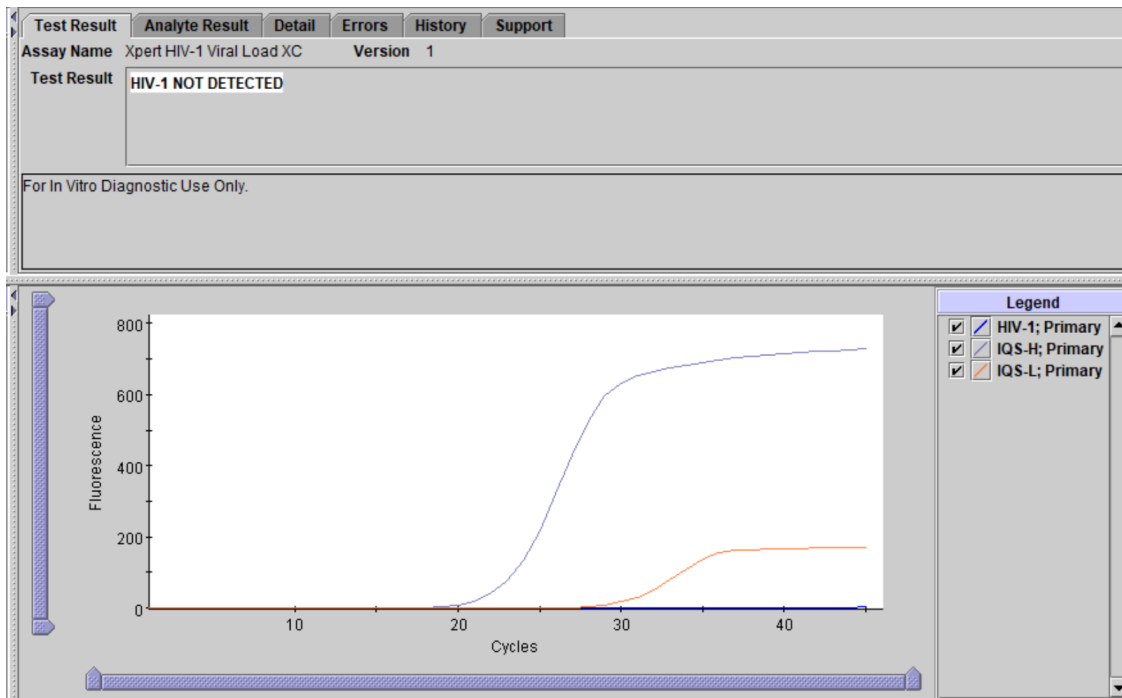 Test Result Analyte Result Detail Errors History Support
Assay Name Xpert HIV-1 Viral Load XC Version 1
Test Result HIV-1 NOT DETECTED
For In Vitro Diagnostic Use Only.
Legend
HIV-1; Primary
IQS-H; Primary
IQS-L; Primary
800
600
400
200
0
Fluorescence
10 20 30 40
Cycles